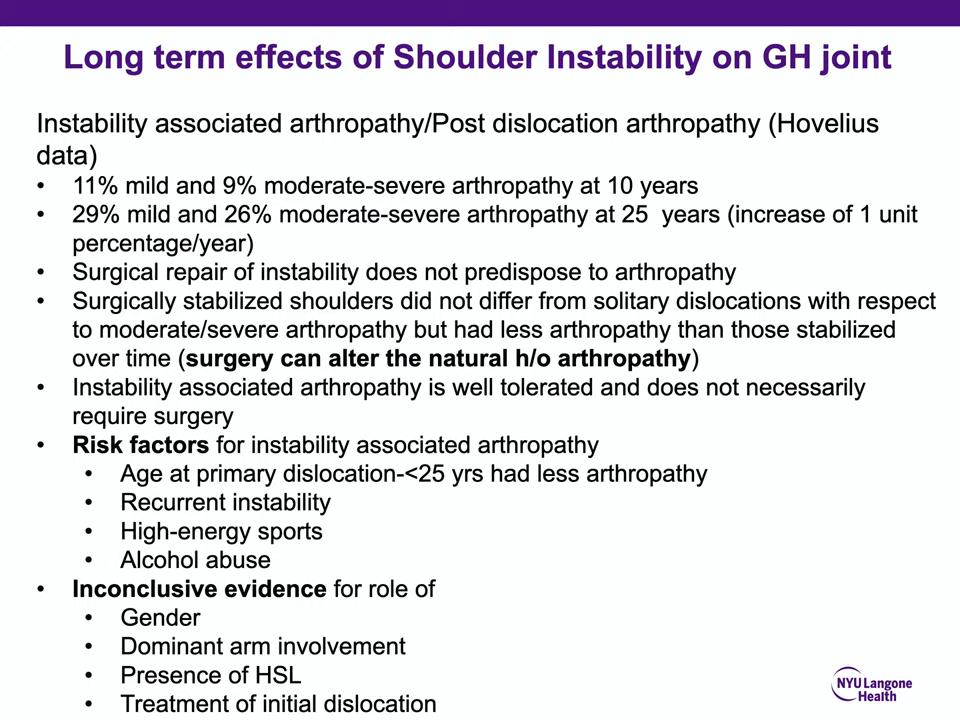 Long term effects of Shoulder Instability on GH joint
Instability associated arthropathy/Post dislocation arthropathy (Hovelius
data)
• 11% mild and 9% moderate-severe arthropathy at 10 years
• 29% mild and 26% moderate-severe arthropathy at 25  years (increase of 1 unit
percentage/year)
• Surgical repair of instability does not predispose to arthropathy
• Surgically stabilized shoulders did not differ from solitary dislocations with respect
to moderate/severe arthropathy but had less arthropathy than those stabilized
over time (surgery can alter the natural h/o arthropathy)
• Instability associated arthropathy is well tolerated and does not necessarily
require surgery
• Risk factors for instability associated arthropathy
• Age at primary dislocation-<25 yrs had less arthropathy
• Recurrent instability
• High-energy sports
• Alcohol abuse
• Inconclusive evidence for role of
• Gender
• Dominant arm involvement
• Presence of HSL
• Treatment of initial dislocation
NYU Langone
Health